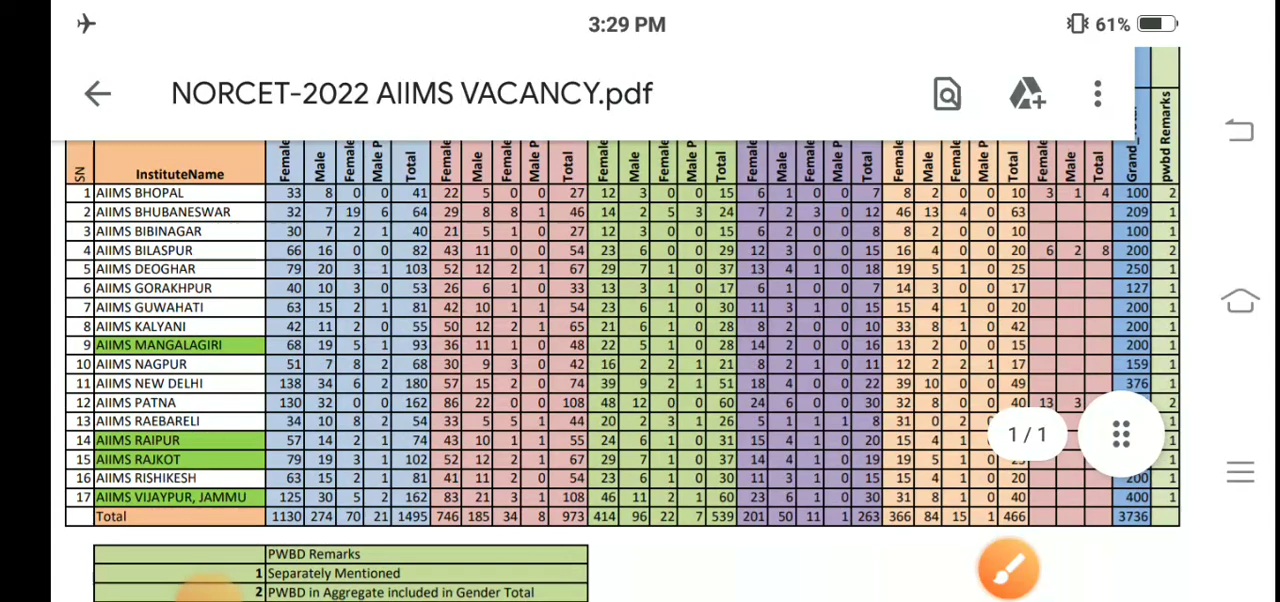 3:29 PM 61%
NORCET-2022 AIIMS VACANCY.pdf
SN InstituteName Female Male Female Male P Total Female Male Female Male P Total Female Male Female Male P Total Female Male Female Male P Total Female Male Female Male P Total Female Male Total Grand_ pwbd Remarks
1 AIIMS BHOPAL 33 8 0 0 41 22 5 0 0 27 12 3 0 0 15 6 1 0 0 7 8 2 0 0 10 3 1 4 100 2
2 AIIMS BHUBANESWAR 32 7 19 6 64 29 8 8 1 46 14 2 5 3 24 7 2 3 0 12 46 13 4 0 63 209 1
3 AIIMS BIBINAGAR 30 7 2 1 40 21 5 1 0 27 12 3 0 0 15 6 2 0 0 8 8 2 0 0 10 100 1
4 AIIMS BILASPUR 66 16 0 0 82 43 11 0 0 54 23 6 0 0 29 12 3 0 0 15 16 4 0 0 20 6 2 8 200 2
5 AIIMS DEOGHAR 79 20 3 1 103 52 12 2 1 67 29 7 1 0 37 13 4 1 0 18 19 5 1 0 25 250 1
6 AIIMS GORAKHPUR 40 10 3 0 53 26 6 1 0 33 13 3 1 0 17 6 1 0 0 7 14 3 0 0 17 127 1
7 AIIMS GUWAHATI 63 15 2 1 81 42 10 1 1 54 23 6 1 0 30 11 3 1 0 15 15 4 1 0 20 200 1
8 AIIMS KALYANI 42 11 2 0 55 50 12 2 1 65 21 6 1 0 28 8 2 0 0 10 33 8 1 0 42 200 1
9 AIIMS MANGALAGIRI 68 19 5 1 93 36 11 1 0 48 22 5 1 0 28 14 2 0 0 16 13 2 0 0 15 200 1
10 AIIMS NAGPUR 51 7 8 2 68 30 9 3 0 42 16 2 2 1 21 8 2 1 0 11 12 2 2 1 17 159 1
11 AIIMS NEW DELHI 138 34 6 2 180 57 15 2 0 74 39 9 2 1 51 18 4 0 0 22 39 10 0 0 49 376 1
12 AIIMS PATNA 130 32 0 0 162 86 22 0 0 108 48 12 0 0 60 24 6 0 0 30 32 8 0 0 40 13 3 2
13 AIIMS RAEBARELI 34 10 8 2 54 33 5 5 1 44 20 2 3 1 26 5 1 1 1 8 31 0 2 1
14 AIIMS RAIPUR 57 14 2 1 74 43 10 1 1 55 24 6 1 0 31 15 4 1 0 20 15 4 1 1/1 1
15 AIIMS RAJKOT 79 19 3 1 102 52 12 2 1 67 29 7 1 0 37 14 4 1 0 19 19 5 1 0 1
16 AIIMS RISHIKESH 63 15 2 1 81 41 11 2 0 54 23 6 1 0 30 11 3 1 0 15 15 4 1 0 20 200 1
17 AIIMS VIJAYPUR, JAMMU 125 30 5 2 162 83 21 3 1 108 46 11 2 1 60 23 6 1 0 30 31 8 1 0 40 400 1
Total 1130 274 70 21 1495 746 185 34 8 973 414 96 22 7 539 201 50 11 1 263 366 84 15 1 466 3736
PWBD Remarks
1 Separately Mentioned
2 PWBD in Aggregate included in Gender Total